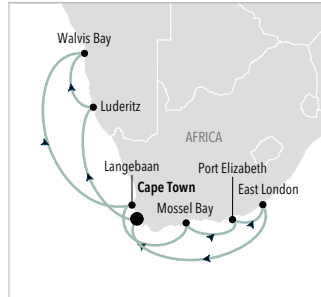 Walvis Bay
Luderitz
AFRICA
Langebaan
Port Elizabeth
Cape Town
East London
Mossel Bay